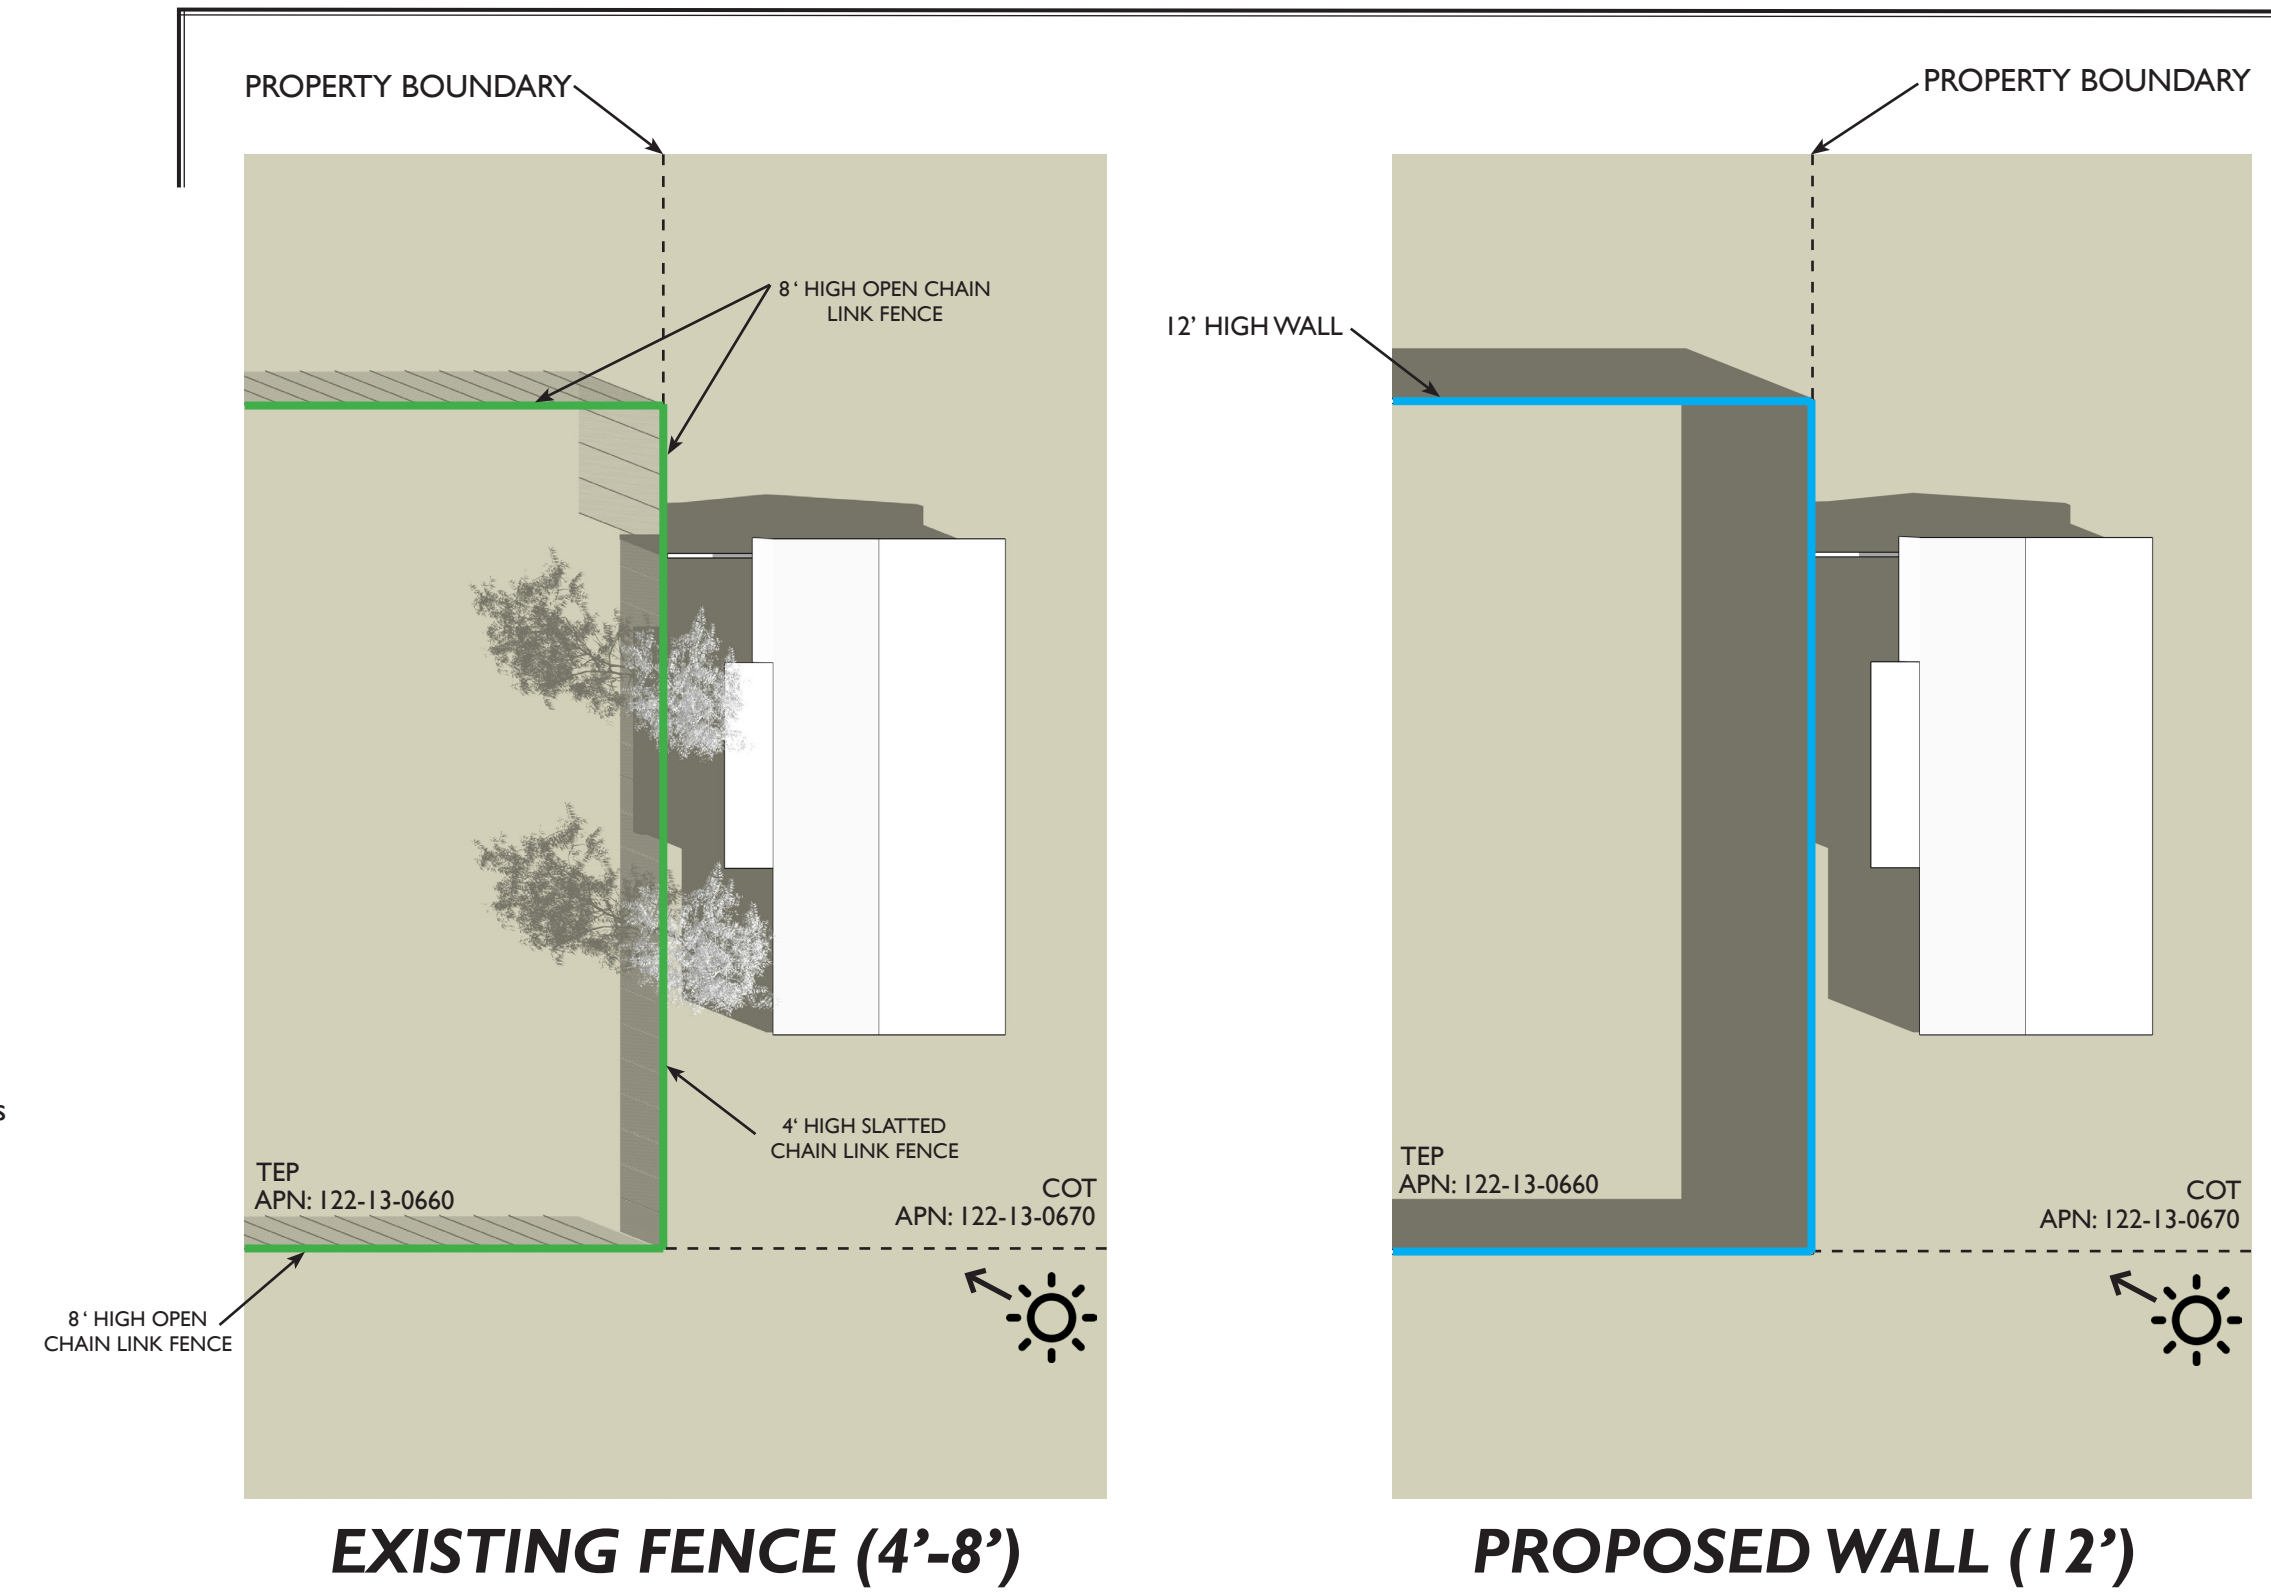 PROPERTY BOUNDARY
8‘ HIGH OPEN CHAIN
LINK FENCE
4‘ HIGH SLATTED
CHAIN LINK FENCE
TEP
APN: 122-13-0660
COT
APN: 122-13-0670
8‘ HIGH OPEN
CHAIN LINK FENCE
s
EXISTING FENCE (4’-8’)
PROPERTY BOUNDARY
12’ HIGH WALL
TEP
APN: 122-13-0660
COT
APN: 122-13-0670
PROPOSED WALL (12’)